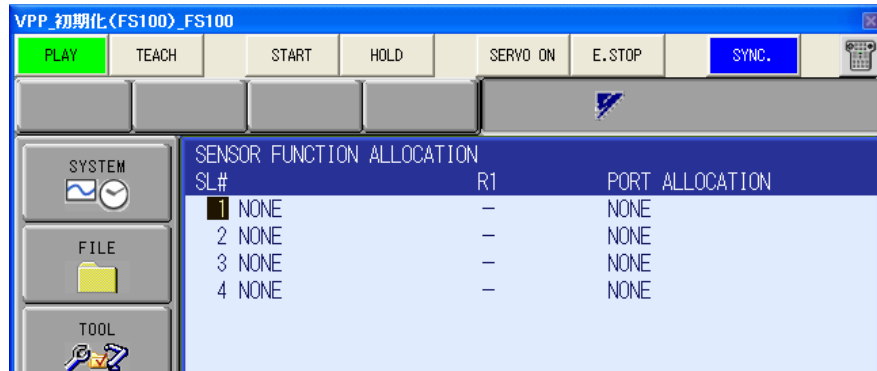 VPP_初期化(FS100)_FS100
PLAY TEACH START HOLD SERVO ON E.STOP SYNC.
SYSTEM
FILE
TOOL
SENSOR FUNCTION ALLOCATION
SL# R1 PORT ALLOCATION
1 NONE – NONE
2 NONE – NONE
3 NONE – NONE
4 NONE – NONE